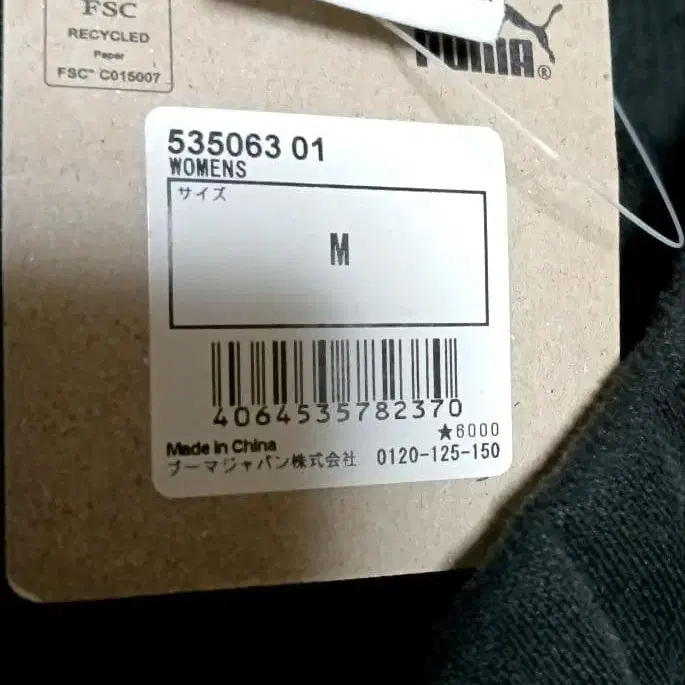 FSC
RECYCLED
Paper
FSC™ C015007
PUMA®
535063 01
WOMENS
サイズ
M
4064535782370
★6000
Made in China
プーマジャパン株式会社 0120-125-150